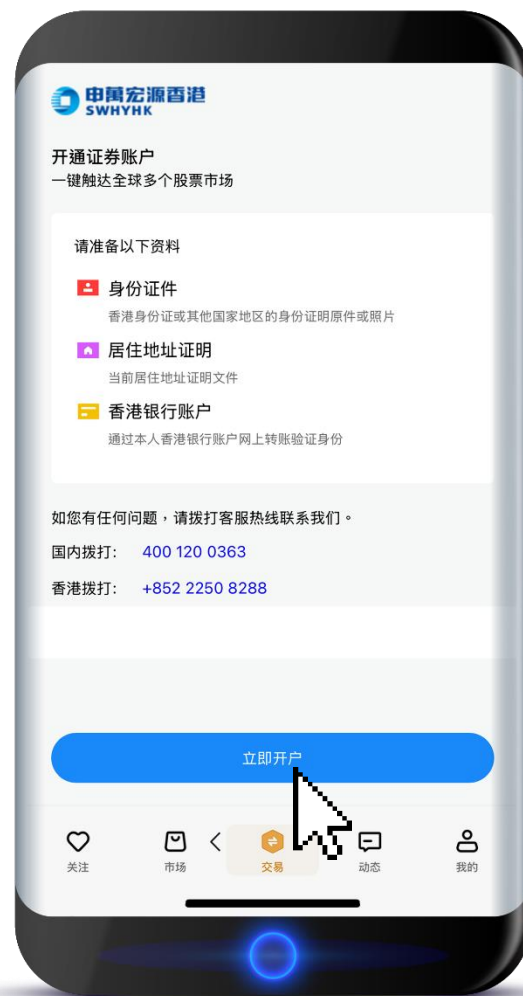 申萬宏源香港
SWHYHK
开通证券账户
一键触达全球多个股票市场
请准备以下资料
身份证件
香港身份证或其他国家地区的身份证明原件或照片
居住地址证明
当前居住地址证明文件
香港银行账户
通过本人香港银行账户网上转账验证身份
如您有任何问题，请拨打客服热线联系我们。
国内拨打： 400 120 0363
香港拨打： +852 2250 8288
立即开户
关注 市场 交易 动态 我的